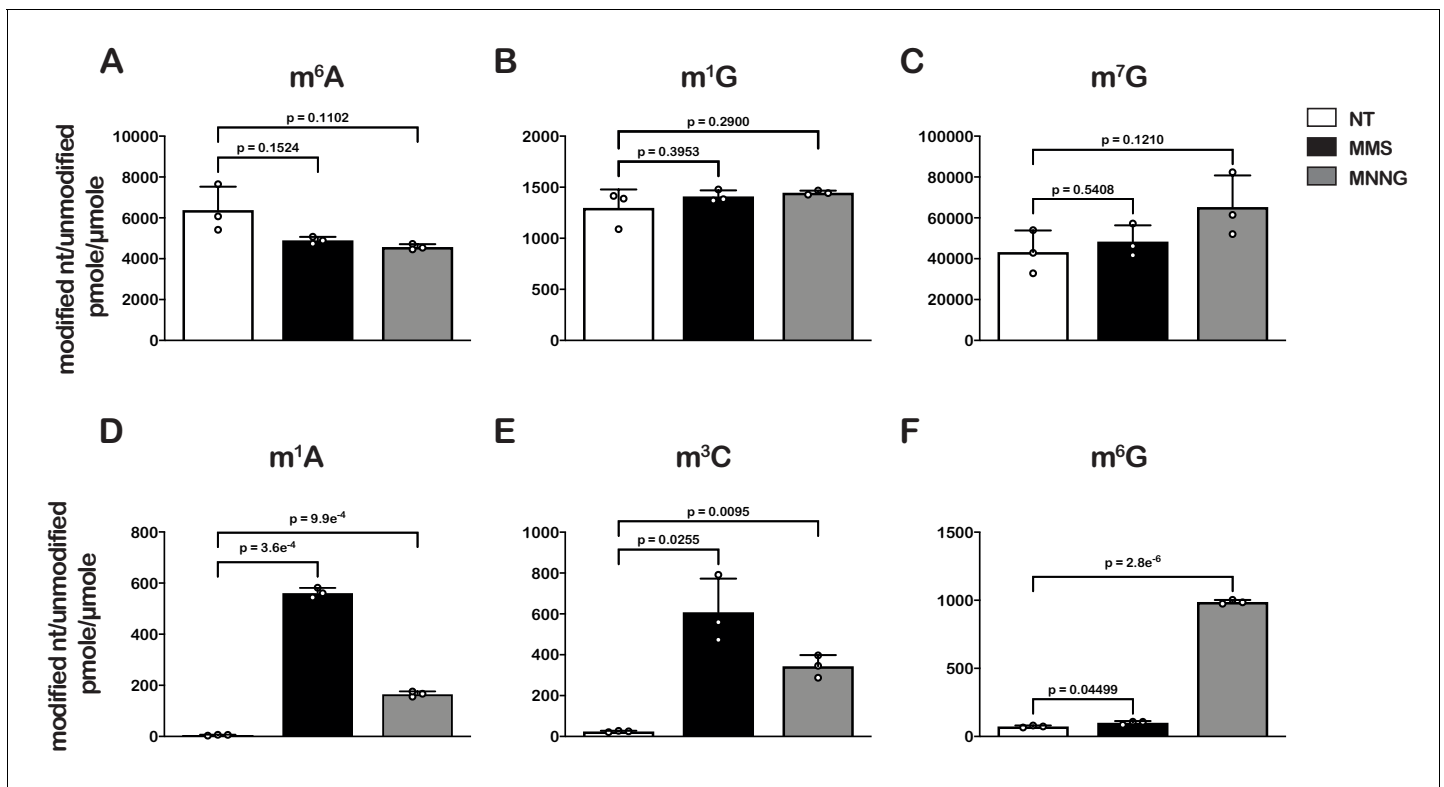 A
m⁶A
modified nt/unmodified
pmole/µmole
10000
8000
6000
4000
2000
0
p = 0.1102
p = 0.1524
B
m¹G
2000
1500
1000
500
0
p = 0.2900
p = 0.3953
C
m⁷G
100000
80000
60000
40000
20000
0
p = 0.1210
p = 0.5408
NT
MMS
MNNG
D
m¹A
modified nt/unmodified
pmole/µmole
800
600
400
200
0
p = 9.9e⁻⁴
p = 3.6e⁻⁴
E
m³C
1000
800
600
400
200
0
p = 0.0095
p = 0.0255
F
m⁶G
1500
1000
500
0
p = 2.8e⁻⁶
p = 0.04499